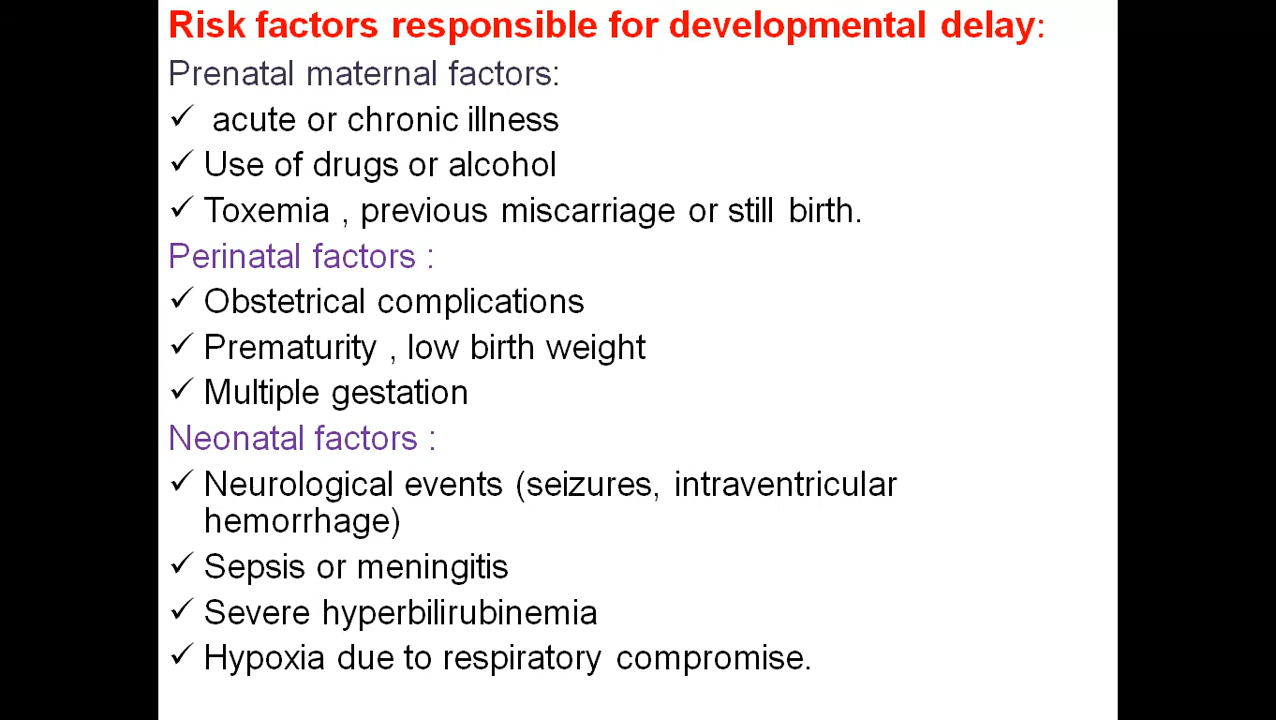 Risk factors responsible for developmental delay:
Prenatal maternal factors:
✓ acute or chronic illness
✓ Use of drugs or alcohol
✓ Toxemia , previous miscarriage or still birth.
Perinatal factors :
✓ Obstetrical complications
✓ Prematurity , low birth weight
✓ Multiple gestation
Neonatal factors :
✓ Neurological events (seizures, intraventricular
hemorrhage)
✓ Sepsis or meningitis
✓ Severe hyperbilirubinemia
✓ Hypoxia due to respiratory compromise.